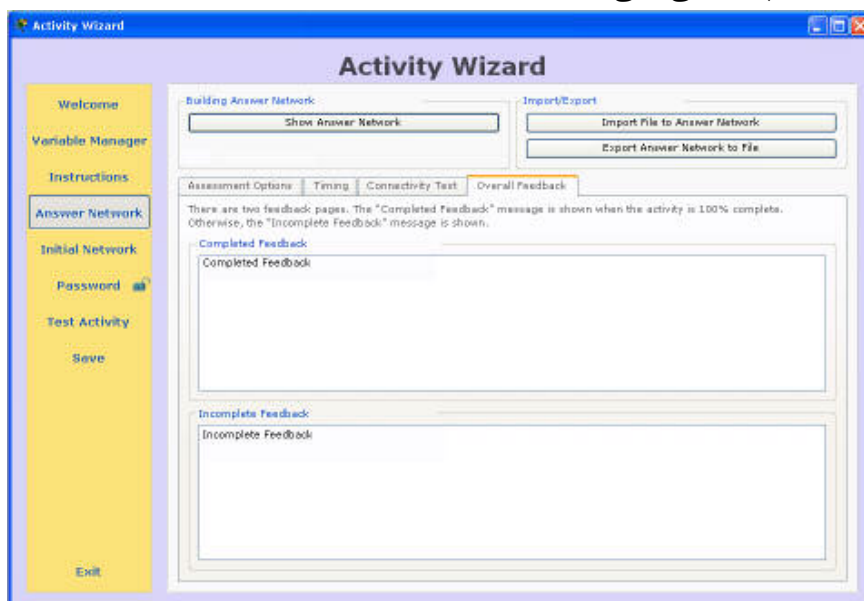 Activity Wizard
Activity Wizard
Welcome
Variable Manager
Instructions
Answer Network
Initial Network
Password
Test Activity
Save
Exit
Building Answer Network
Show Answer Network
Import/Export
Import File to Answer Network
Export Answer Network to File
Assessment Options
Timing
Connectivity Test
Overall Feedback
There are two feedback pages. The "Completed Feedback" message is shown when the activity is 100% complete.
Otherwise, the "Incomplete Feedback" message is shown.
Completed Feedback
Completed Feedback
Incomplete Feedback
Incomplete Feedback